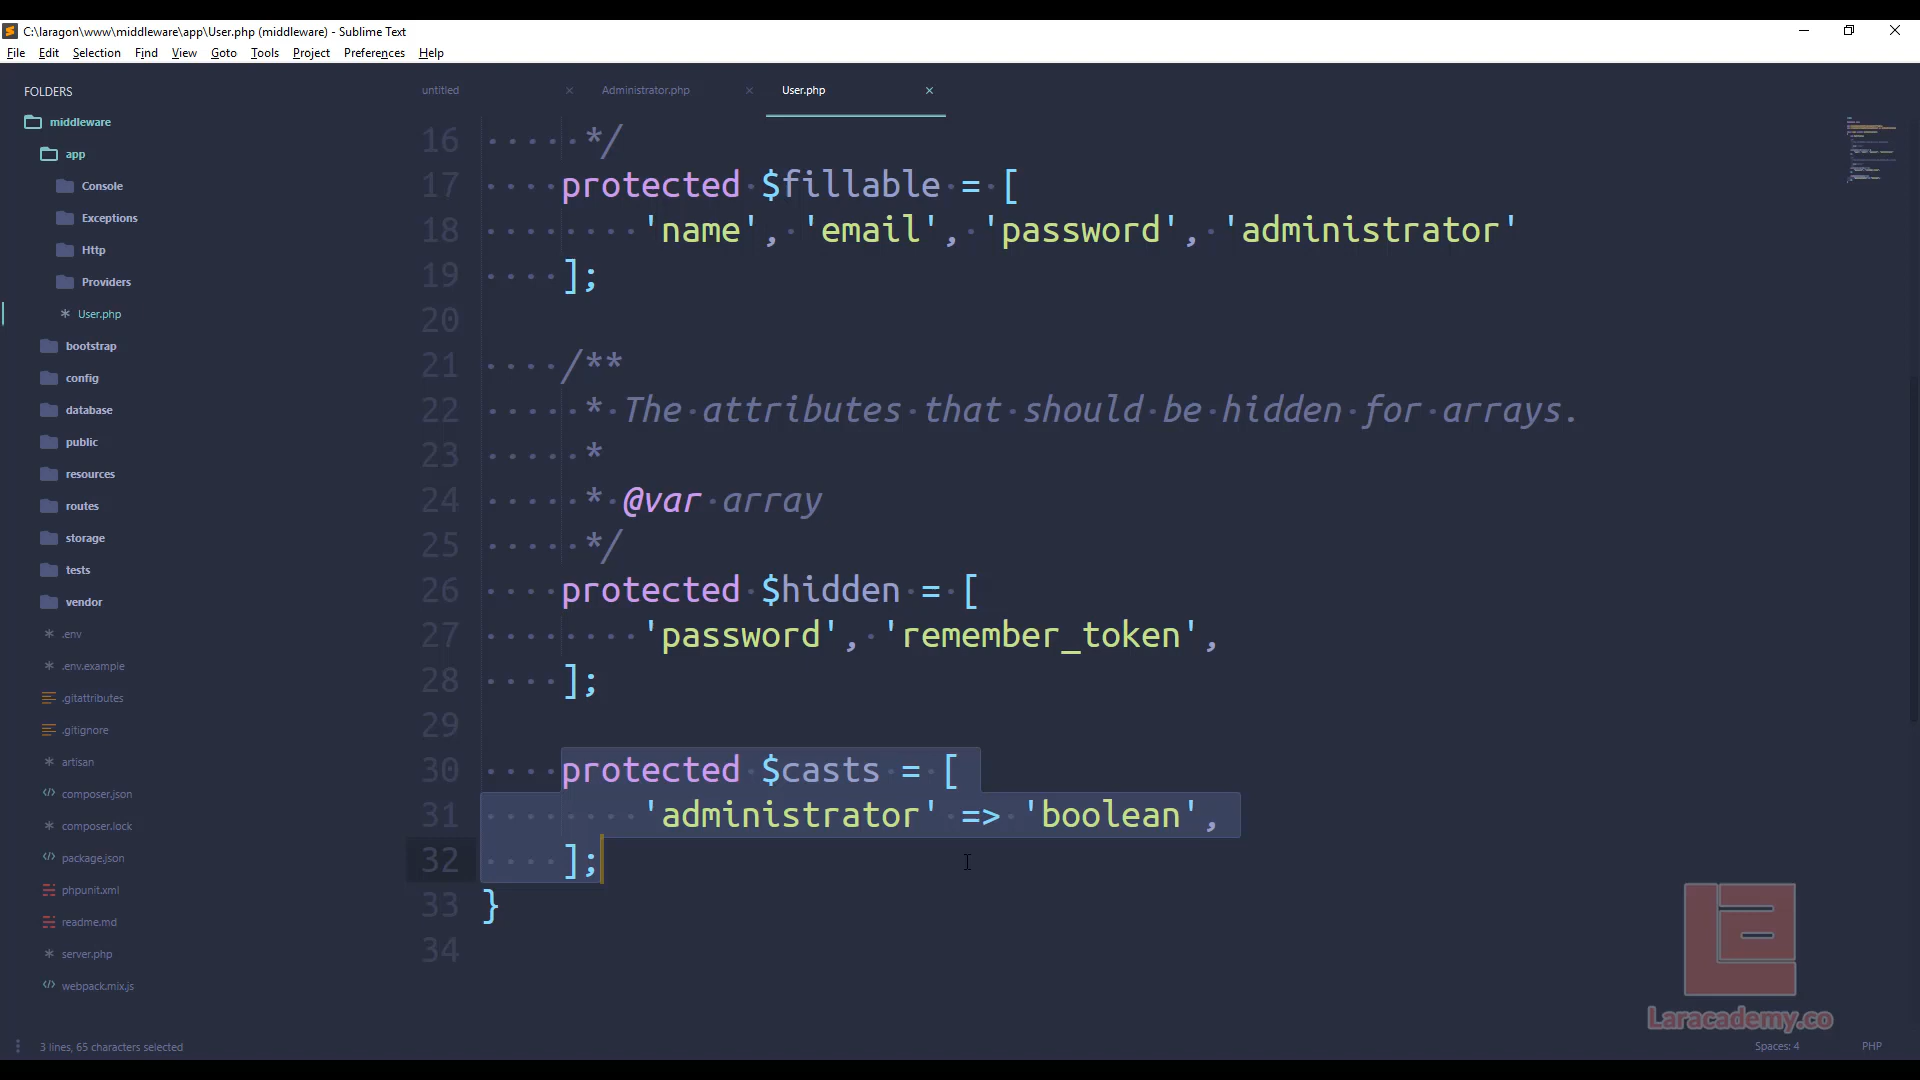 C:\laragon\www\middleware\app\User.php (middleware) - Sublime Text
File Edit Selection Find View Goto Tools Project Preferences Help
FOLDERS
middleware
app
Console
Exceptions
Http
Providers
User.php
bootstrap
config
database
public
resources
routes
storage
tests
vendor
.env
.env.example
.gitattributes
.gitignore
artisan
composer.json
composer.lock
package.json
phpunit.xml
readme.md
server.php
webpack.mix.js
untitled Administrator.php User.php
16 */
17 protected $fillable = [
18 'name', 'email', 'password', 'administrator'
19 ];
20
21 /**
22 * The attributes that should be hidden for arrays.
23 *
24 * @var array
25 */
26 protected $hidden = [
27 'password', 'remember_token',
28 ];
29
30 protected $casts = [
31 'administrator' => 'boolean',
32 ];
33 }
34
Laracademy.co
3 lines, 65 characters selected
Spaces: 4 PHP